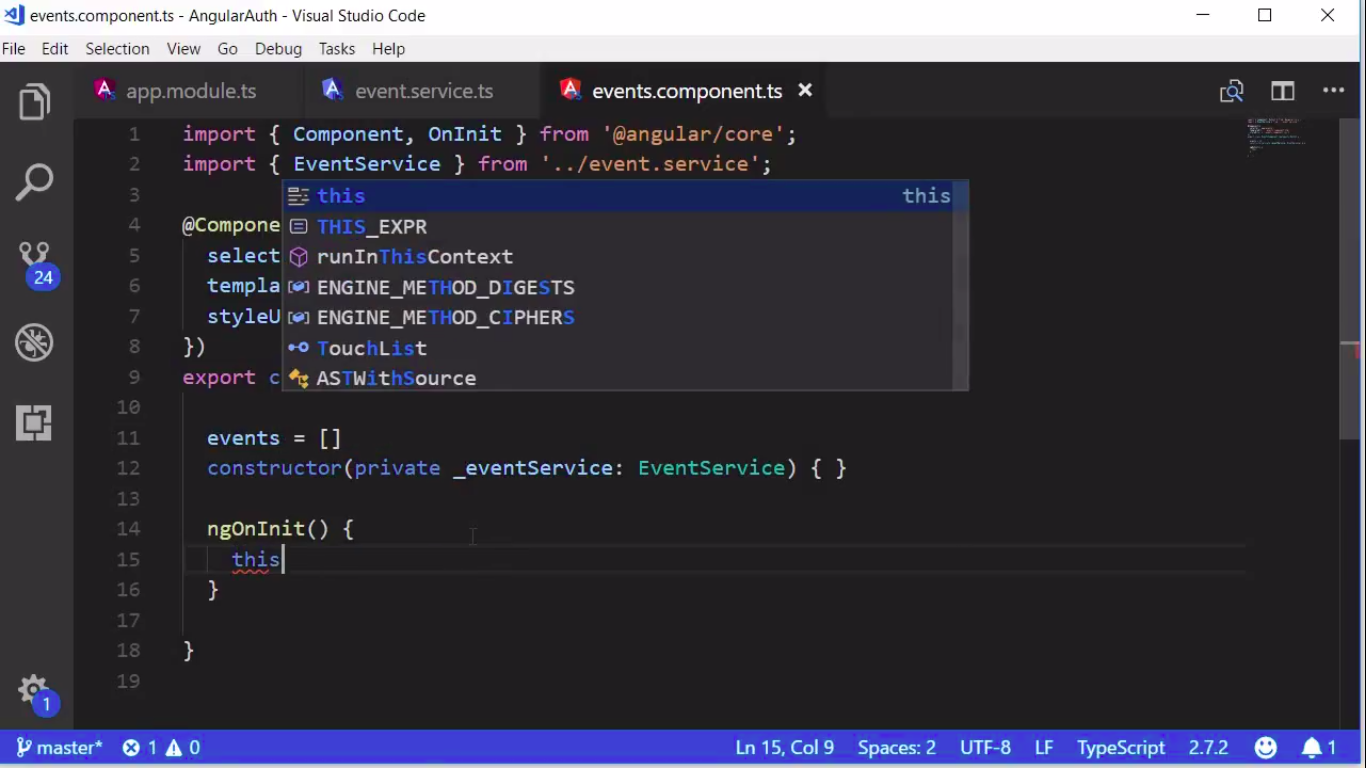 events.component.ts - AngularAuth - Visual Studio Code
File Edit Selection View Go Debug Tasks Help
app.module.ts event.service.ts events.component.ts
1 import { Component, OnInit } from '@angular/core';
2 import { EventService } from '../event.service';
3 this this
4 @Compone THIS_EXPR
5 select runInThisContext
6 templa ENGINE_METHOD_DIGESTS
7 styleU ENGINE_METHOD_CIPHERS
8 }) TouchList
9 export c ASTWithSource
10
11 events = []
12 constructor(private _eventService: EventService) { }
13
14 ngOnInit() {
15 this
16 }
17
18 }
19
24
1
master* 1 0 Ln 15, Col 9 Spaces: 2 UTF-8 LF TypeScript 2.7.2 1